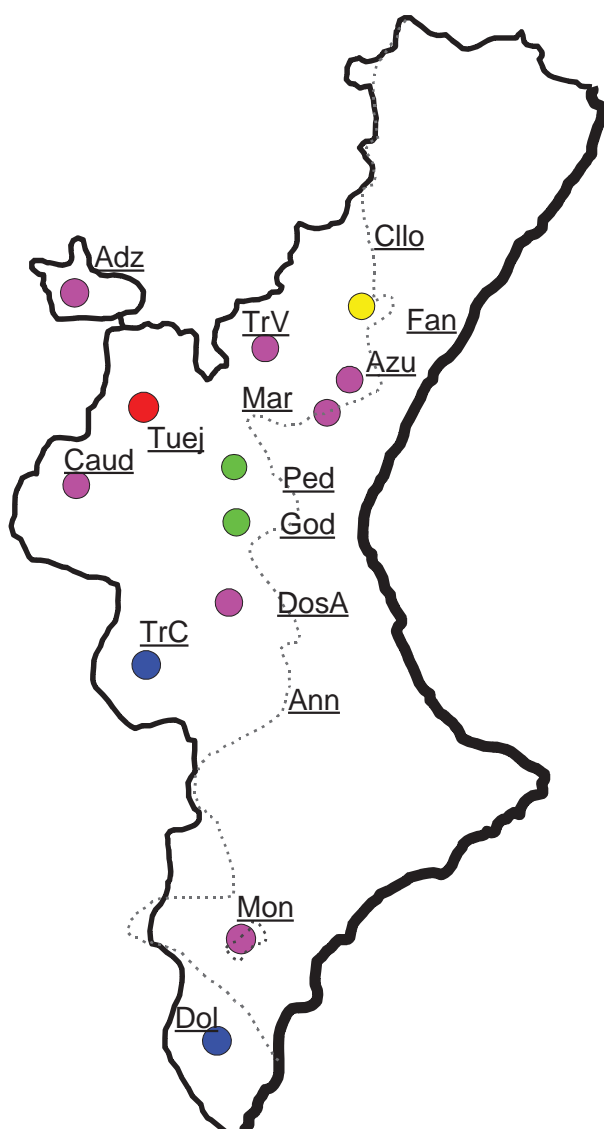 Cllo
Adz
Fan
TrV
Azu
Mar
Tuej
Caud
Ped
God
DosA
TrC
Ann
Mon
Dol